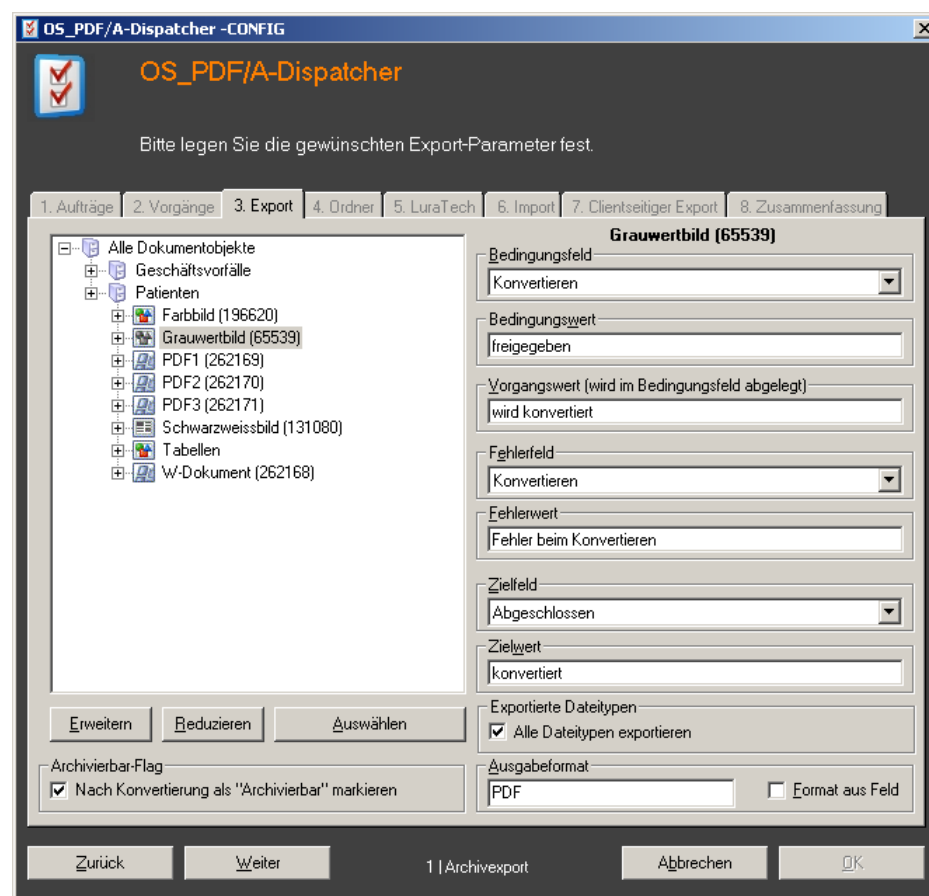 OS_PDF/A-Dispatcher -CONFIG
OS_PDF/A-Dispatcher
Bitte legen Sie die gewünschten Export-Parameter fest.
1. Aufträge 2. Vorgänge 3. Export 4. Ordner 5. LuraTech 6. Import 7. Clientseitiger Export 8. Zusammenfassung
Alle Dokumentobjekte
Geschäftsvorfälle
Patienten
Farbbild (196620)
Grauwertbild (65539)
PDF1 (262169)
PDF2 (262170)
PDF3 (262171)
Schwarzweissbild (131080)
Tabellen
W-Dokument (262168)
Erweitern Reduzieren Auswählen
Archivierbar-Flag
Nach Konvertierung als "Archivierbar" markieren
Grauwertbild (65539)
Bedingungsfeld
Konvertieren
Bedingungswert
freigegeben
Vorgangswert (wird im Bedingungsfeld abgelegt)
wird konvertiert
Fehlerfeld
Konvertieren
Fehlerwert
Fehler beim Konvertieren
Zielfeld
Abgeschlossen
Zielwert
konvertiert
Exportierte Dateitypen
Alle Dateitypen exportieren
Ausgabeformat
PDF Format aus Feld
Zurück Weiter 1 | Archivexport Abbrechen OK